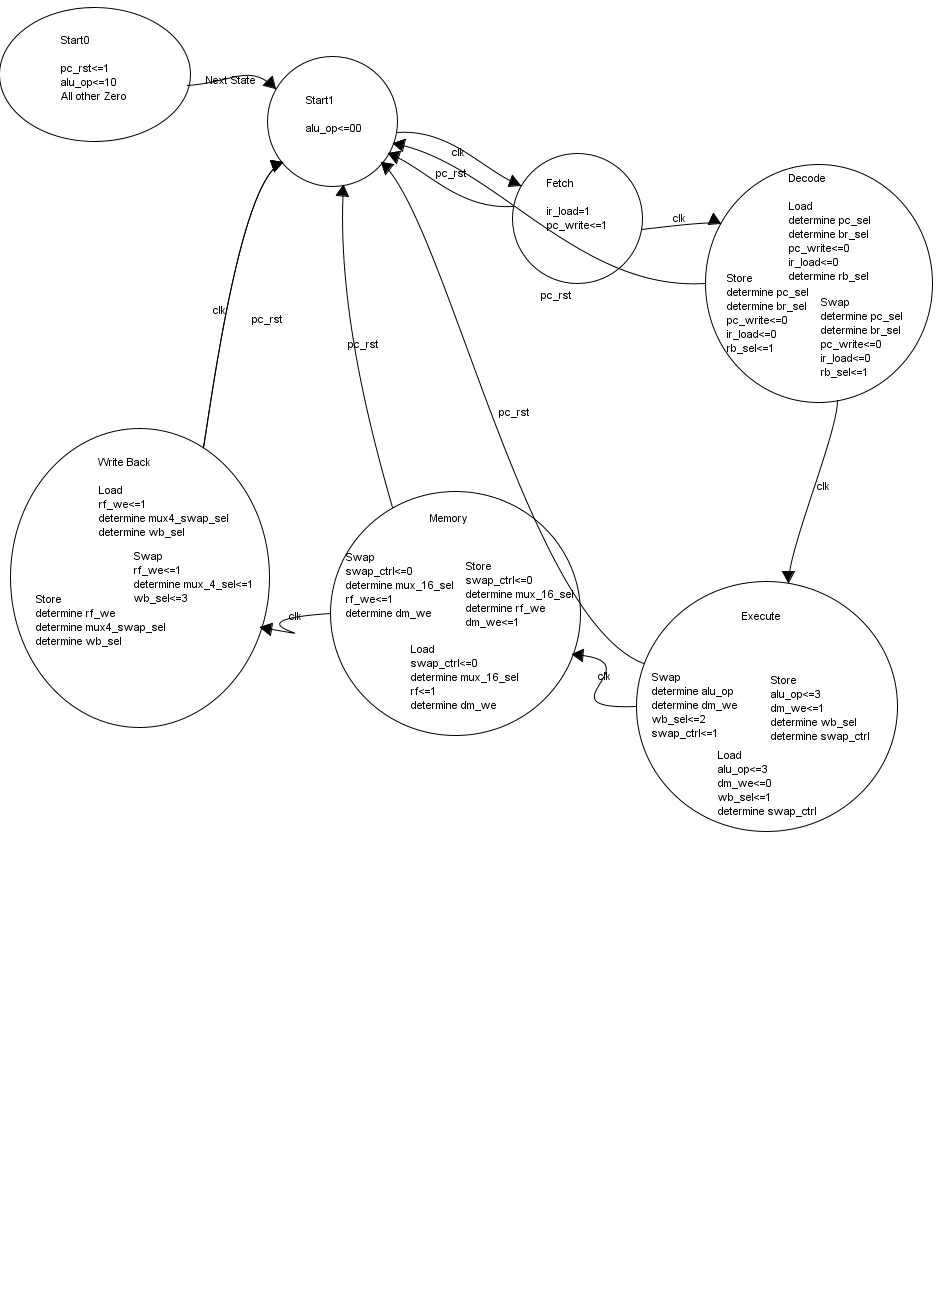 Start0
pc_rst<=1
alu_op<=10
All other Zero
Next State
Start1
alu_op<=00
clk
pc_rst
Fetch
ir_load=1
pc_write<=1
clk
pc_rst
Decode
Load
determine pc_sel
determine br_sel
pc_write<=0
ir_load<=0
determine rb_sel
Store
determine pc_sel
determine br_sel
pc_write<=0
ir_load<=0
rb_sel<=1
Swap
determine pc_sel
determine br_sel
pc_write<=0
ir_load<=0
rb_sel<=1
clk
pc_rst
pc_rst
pc_rst
clk
Write Back
Load
rf_we<=1
determine mux4_swap_sel
determine wb_sel
Swap
rf_we<=1
determine mux_4_sel<=1
wb_sel<=3
Store
determine rf_we
determine mux4_swap_sel
determine wb_sel
clk
Memory
Swap
swap_ctrl<=0
determine mux_16_sel
rf_we<=1
determine dm_we
Store
swap_ctrl<=0
determine mux_16_sel
determine rf_we
dm_we<=1
Load
swap_ctrl<=0
determine mux_16_sel
rf<=1
determine dm_we
clk
Execute
Swap
determine alu_op
determine dm_we
wb_sel<=2
swap_ctrl<=1
Store
alu_op<=3
dm_we<=1
determine wb_sel
determine swap_ctrl
Load
alu_op<=3
dm_we<=0
wb_sel<=1
determine swap_ctrl